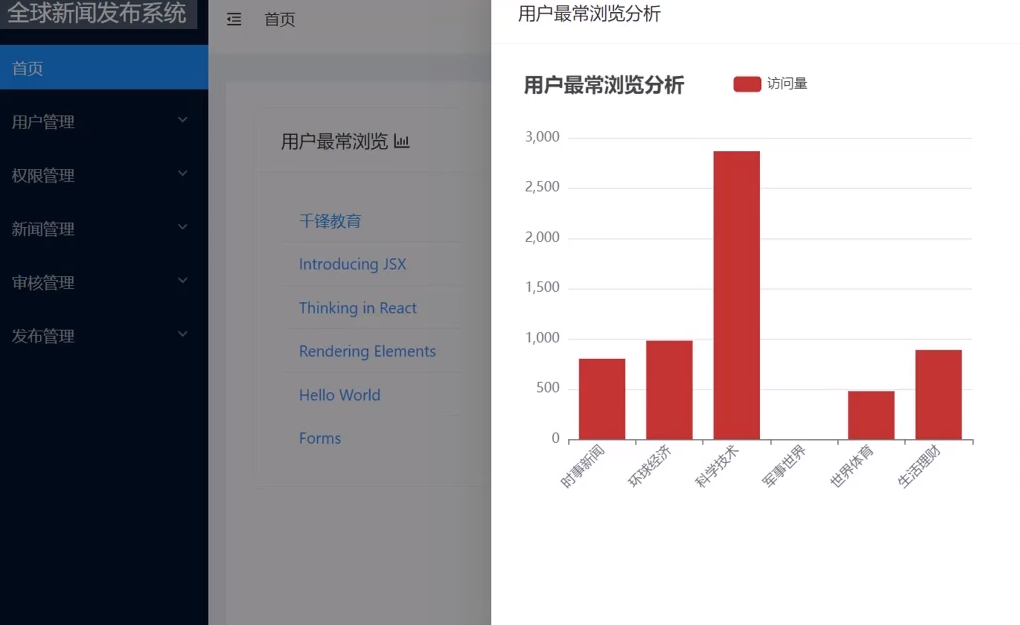 全球新闻发布系统
首页
用户管理
权限管理
新闻管理
审核管理
发布管理
首页
用户最常浏览
千锋教育
Introducing JSX
Thinking in React
Rendering Elements
Hello World
Forms
用户最常浏览分析
用户最常浏览分析
访问量
3,000
2,500
2,000
1,500
1,000
500
0
时事新闻
环球经济
科学技术
军事世界
世界体育
生活理财